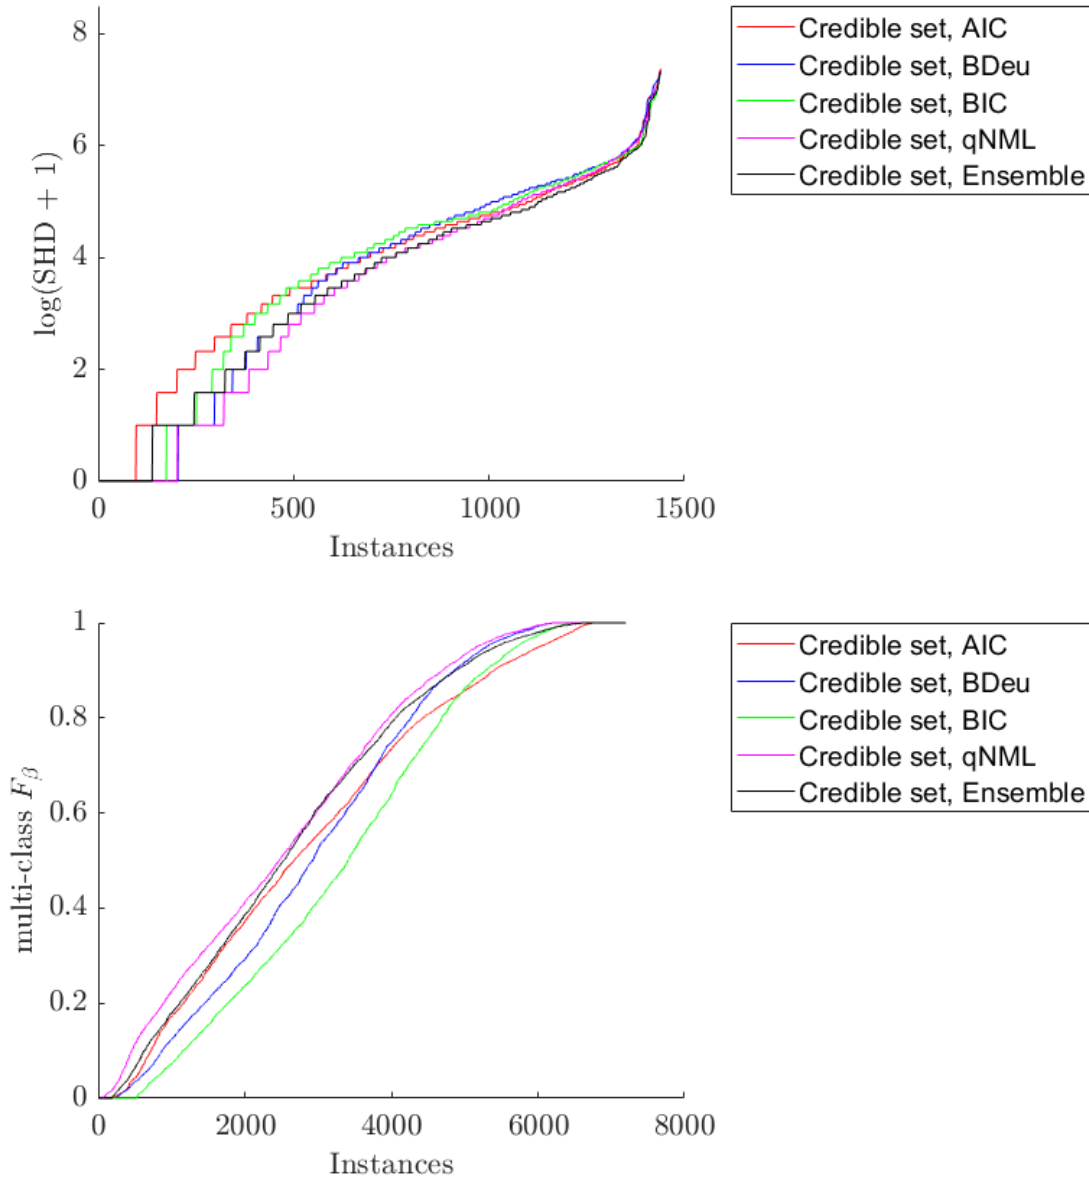 8
6
4
2
0
log(SHD + 1)
0 500 1000 1500
Instances
Credible set, AIC
Credible set, BDeu
Credible set, BIC
Credible set, qNML
Credible set, Ensemble
1
0.8
0.6
0.4
0.2
0
multi-class F_β
0 2000 4000 6000 8000
Instances
Credible set, AIC
Credible set, BDeu
Credible set, BIC
Credible set, qNML
Credible set, Ensemble